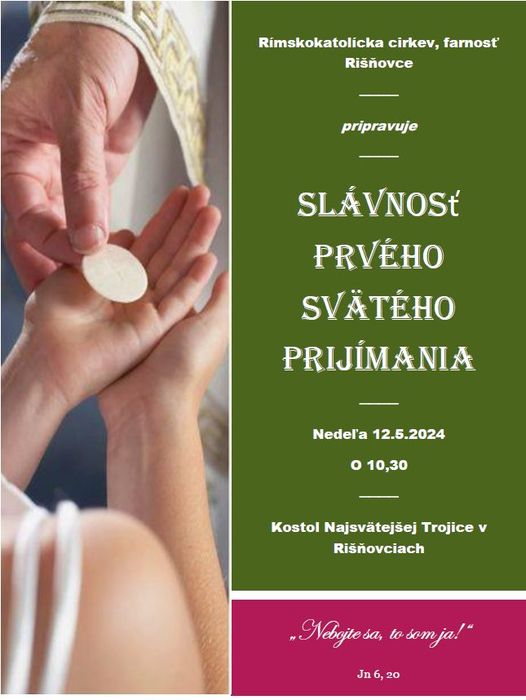 Rímskokatolícka cirkev, farnosť
Rišňovce
pripravuje
SLÁVNOSť
PRVÉHO
SVÄTÉHO
PRIJÍMANIA
Nedeľa 12.5.2024
O 10,30
Kostol Najsvätejšej Trojice v
Rišňovciach
„Nebojte sa, to som ja!“
Jn 6, 20